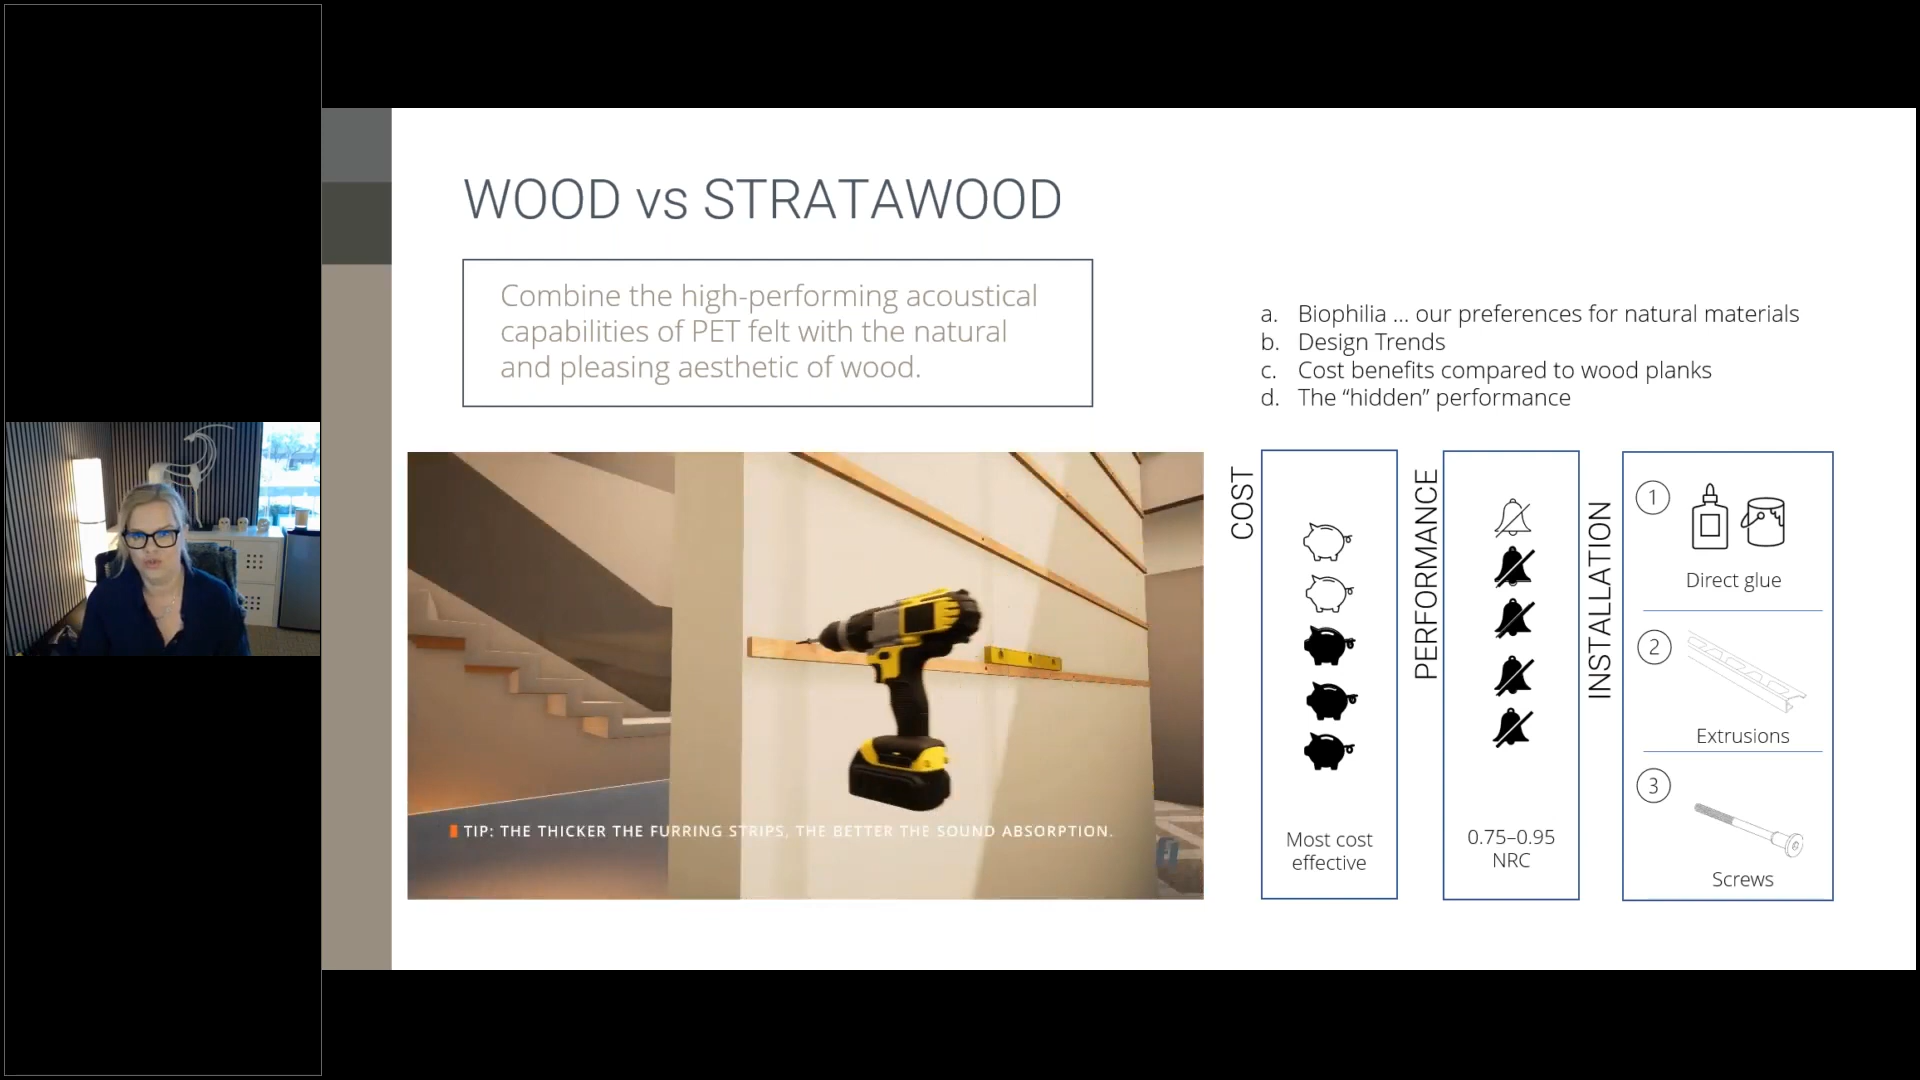 WOOD vs STRATAWOOD
Combine the high-performing acoustical
capabilities of PET felt with the natural
and pleasing aesthetic of wood.
a. Biophilia ... our preferences for natural materials
b. Design Trends
c. Cost benefits compared to wood planks
d. The “hidden” performance
TIP: THE THICKER THE FURRING STRIPS, THE BETTER THE SOUND ABSORPTION.
COST
Most cost
effective
PERFORMANCE
0.75–0.95
NRC
INSTALLATION
1
Direct glue
2
Extrusions
3
Screws